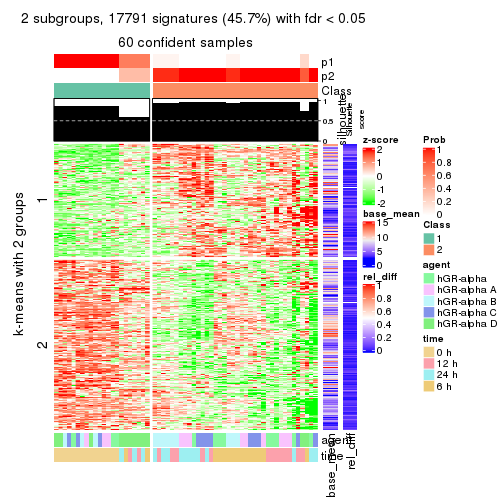 2 subgroups, 17791 signatures (45.7%) with fdr < 0.05
60 confident samples
p1
p2
Class
1
0.5
0
silhouette
Silhouette
score
k-means with 2 groups
1
2
agent
time
base_mean
rel_diff
z-score
2
1
0
-1
-2
base_mean
15
10
5
0
rel_diff
1
0.8
0.6
0.4
0.2
0
Prob
1
0.8
0.6
0.4
0.2
0
Class
1
2
agent
hGR-alpha
hGR-alpha A
hGR-alpha B
hGR-alpha C
hGR-alpha D
time
0 h
12 h
24 h
6 h